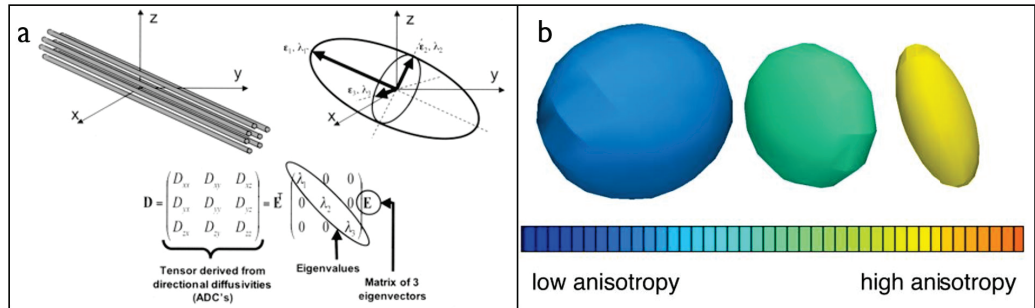 a
z
y
x
z
y
x
ε₁, λ₁
ε₂, λ₂
ε₃, λ₃
D = ( Dxx Dxy Dxz ) = Eᵀ ( λ₁ 0 0 ) E
Dyx Dyy Dyz 0 λ₂ 0
Dzx Dzy Dzz 0 0 λ₃
Tensor derived from
directional diffusivities
(ADC's)
Eigenvalues
Matrix of 3
eigenvectors
b
low anisotropy
high anisotropy